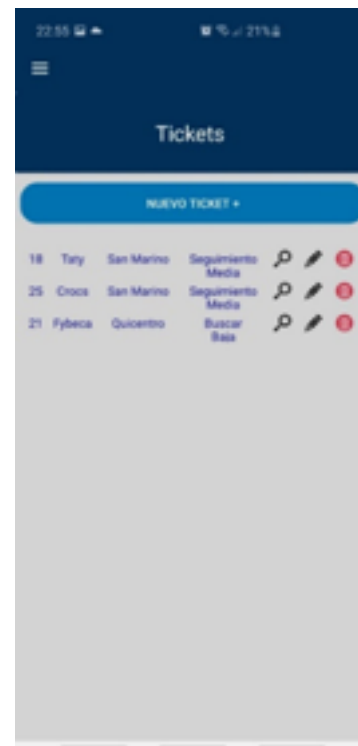 22:55 21%
Tickets
NUEVO TICKET +
18 Taty San Marino Seguimiento
Media
25 Crocs San Marino Seguimiento
Media
21 Fybeca Quicentro Buscar
Baja